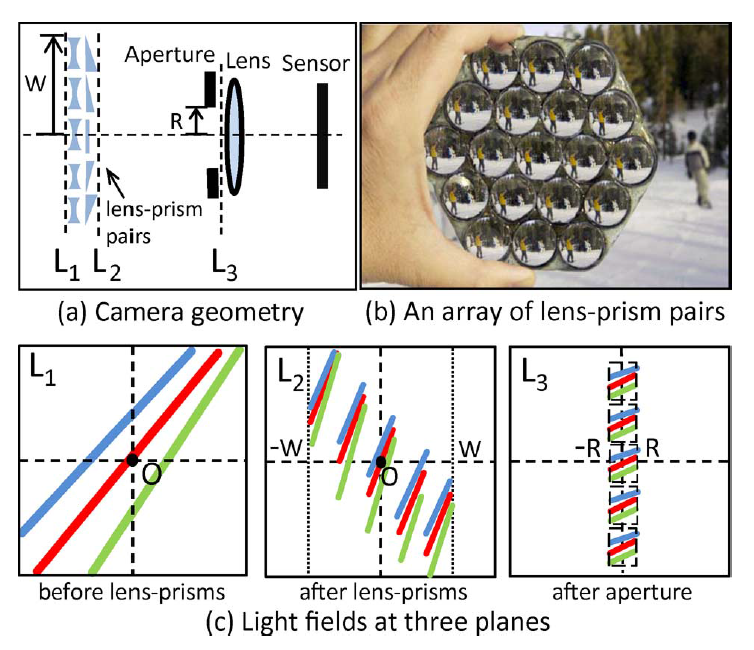 Aperture Lens Sensor
W
R
lens-prism
pairs
L1 L2 L3
(a) Camera geometry
(b) An array of lens-prism pairs
L1 L2 L3
-W W -R R
O O
before lens-prisms after lens-prisms after aperture
(c) Light fields at three planes